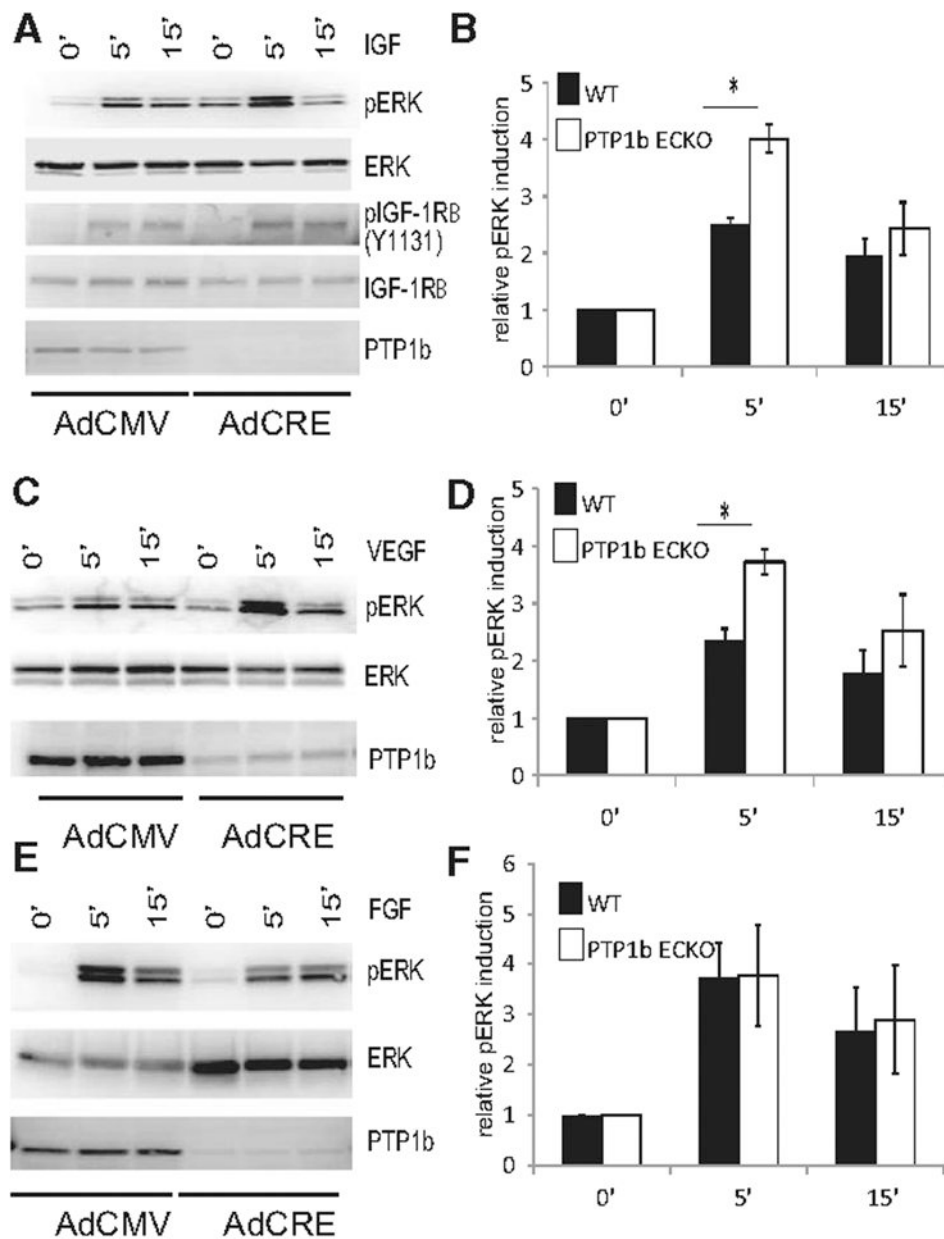 A
0' 5' 15' 0' 5' 15' IGF
pERK
ERK
pIGF-1RB
(Y1131)
IGF-1RB
PTP1b
AdCMV AdCRE
B
relative pERK induction
5
4
3
2
1
0
WT
PTP1b ECKO
*
0' 5' 15'
C
0' 5' 15' 0' 5' 15' VEGF
pERK
ERK
PTP1b
AdCMV AdCRE
D
relative pERK induction
5
4
3
2
1
0
WT
PTP1b ECKO
*
0' 5' 15'
E
0' 5' 15' 0' 5' 15' FGF
pERK
ERK
PTP1b
AdCMV AdCRE
F
relative pERK induction
6
5
4
3
2
1
0
WT
PTP1b ECKO
0' 5' 15'